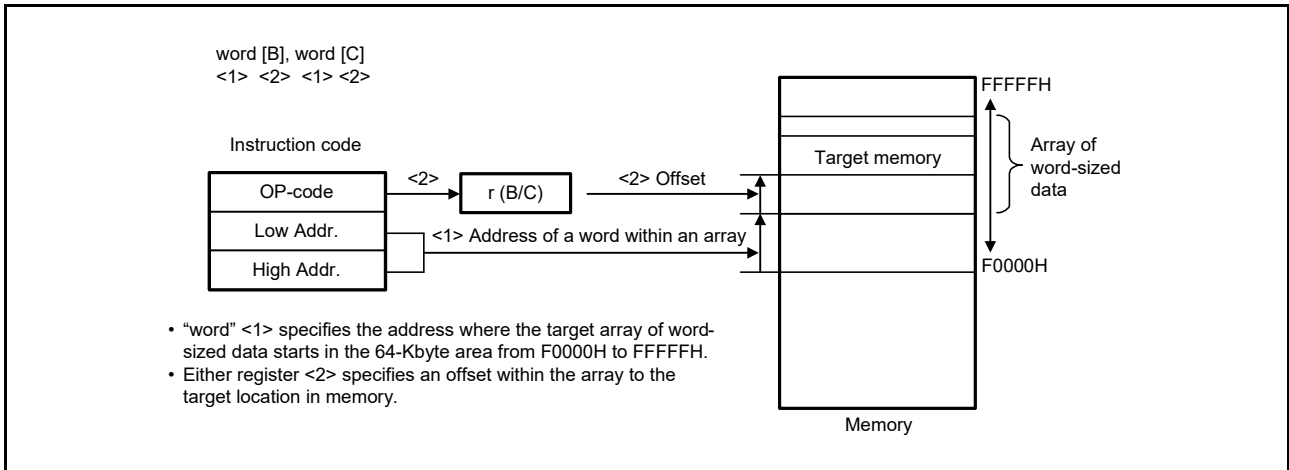 word [B], word [C]
<1> <2> <1> <2>
Instruction code
OP-code
Low Addr.
High Addr.
<2>
r (B/C)
<2> Offset
<1> Address of a word within an array
FFFFFH
Target memory
Array of
word-sized
data
F0000H
Memory
• “word” <1> specifies the address where the target array of word-
sized data starts in the 64-Kbyte area from F0000H to FFFFFH.
• Either register <2> specifies an offset within the array to the
target location in memory.